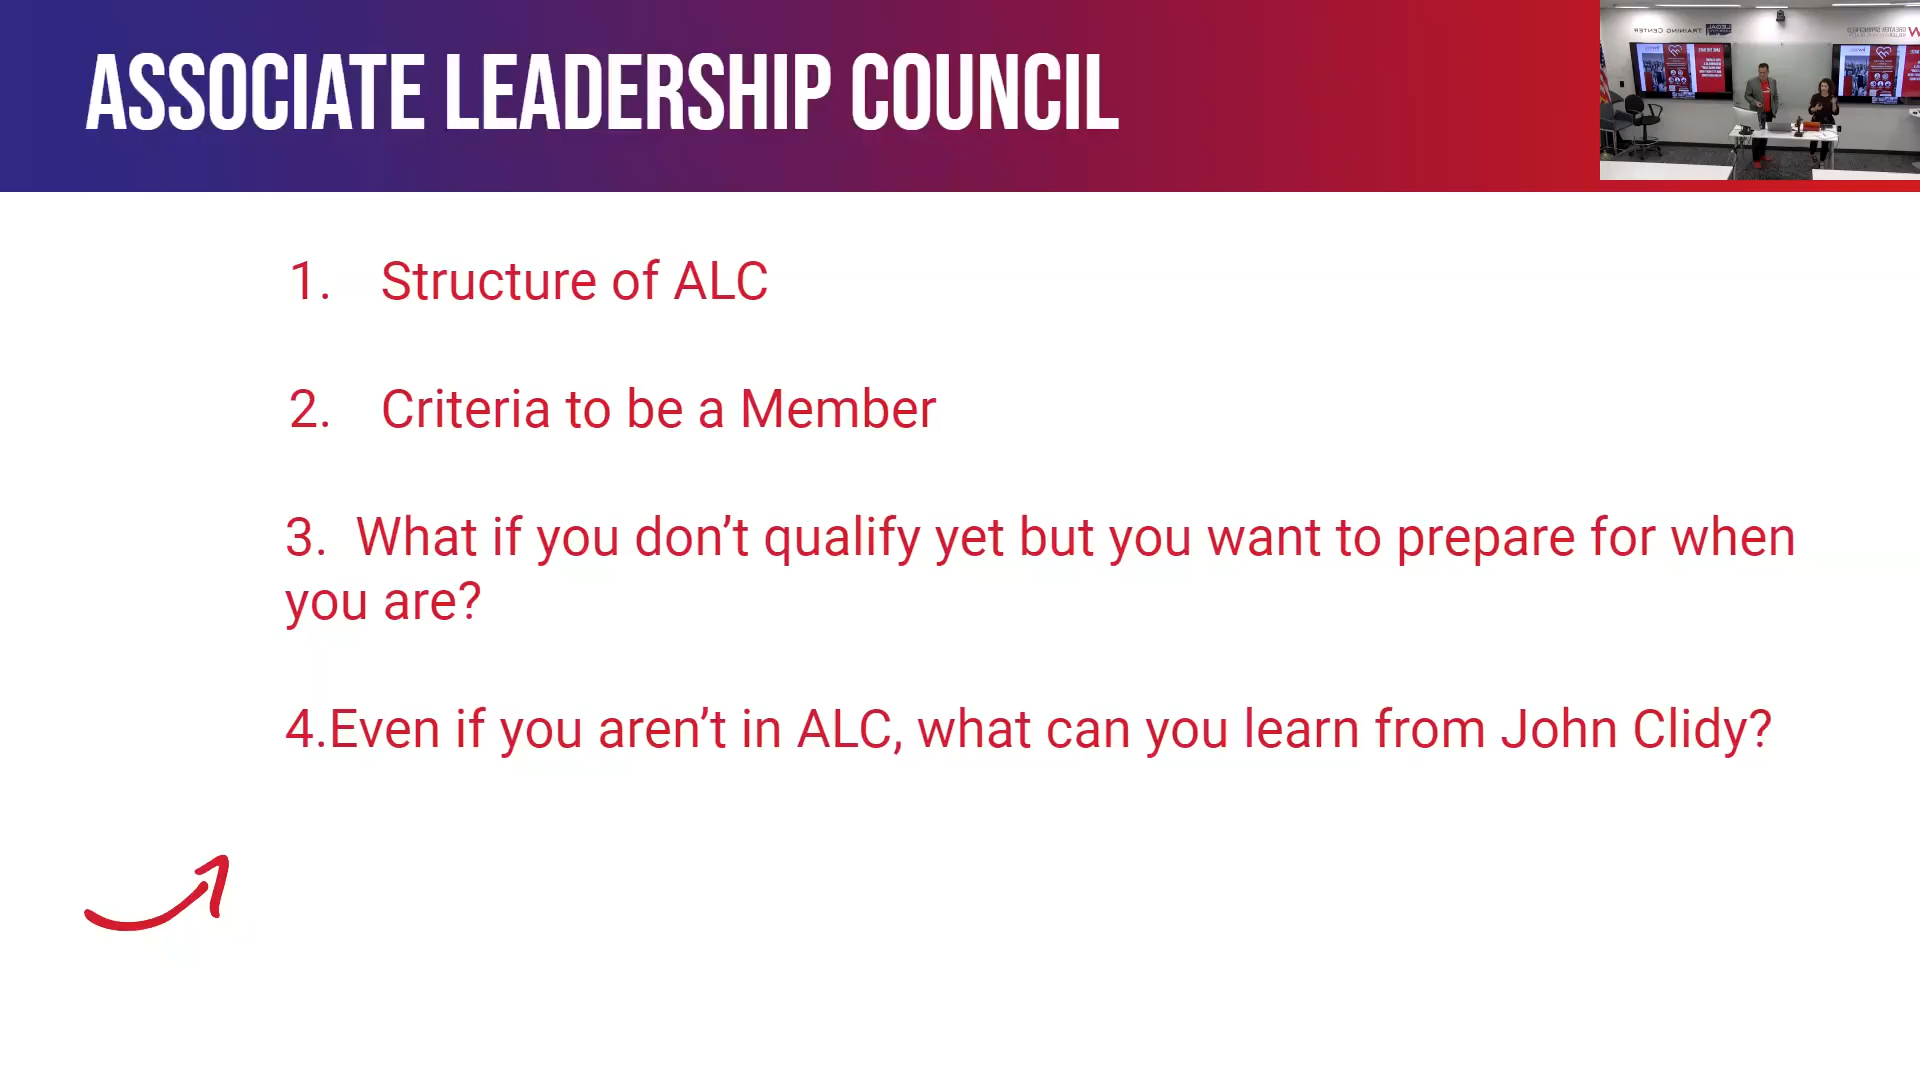 ASSOCIATE LEADERSHIP COUNCIL
1. Structure of ALC
2. Criteria to be a Member
3. What if you don’t qualify yet but you want to prepare for when
you are?
4.Even if you aren’t in ALC, what can you learn from John Clidy?
TRAINING CENTER